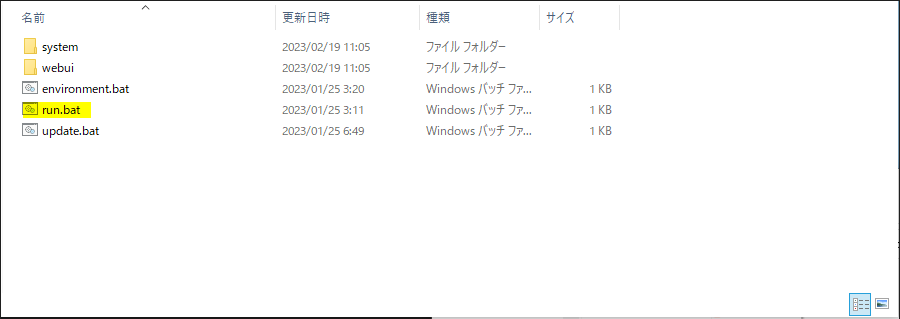 名前 更新日時 種類 サイズ
system 2023/02/19 11:05 ファイル フォルダー
webui 2023/02/19 11:05 ファイル フォルダー
environment.bat 2023/01/25 3:20 Windows バッチ ファ... 1 KB
run.bat 2023/01/25 3:11 Windows バッチ ファ... 1 KB
update.bat 2023/01/25 6:49 Windows バッチ ファ... 1 KB